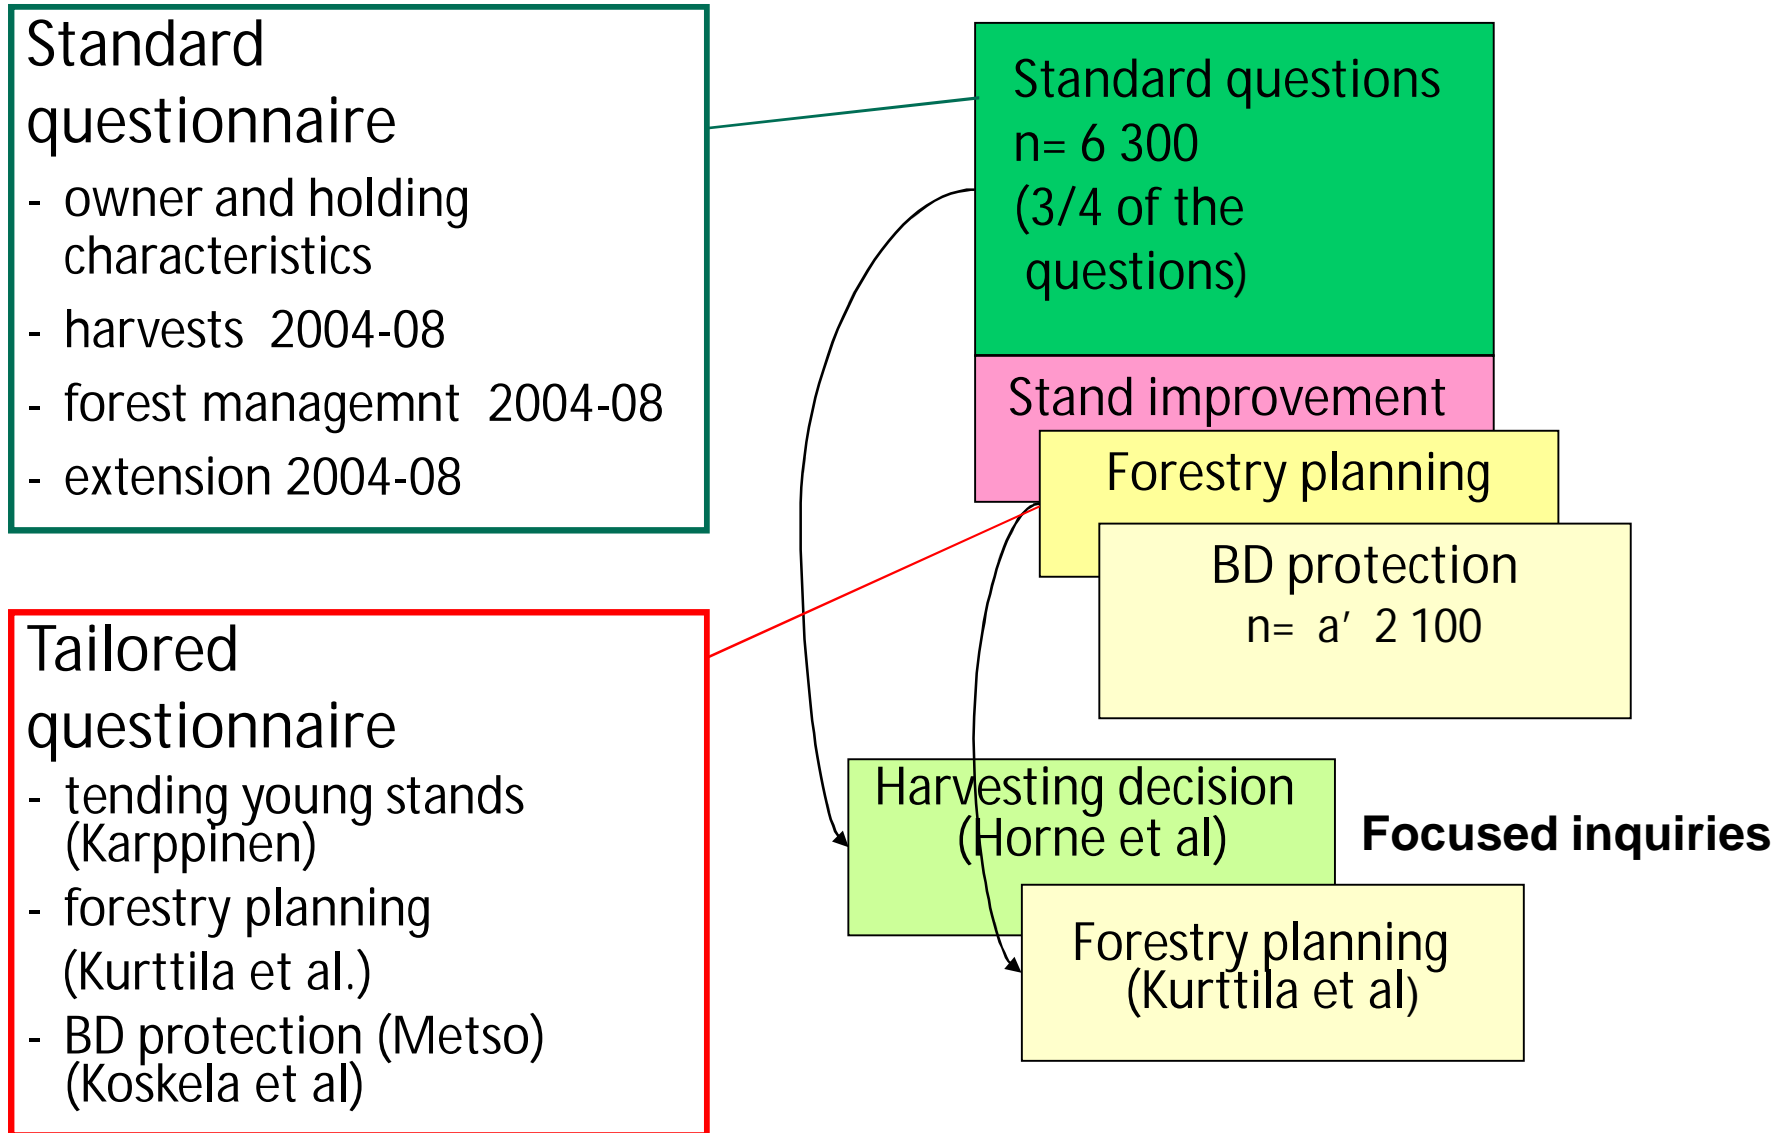 Standard
questionnaire
- owner and holding
characteristics
- harvests 2004-08
- forest managemnt 2004-08
- extension 2004-08
Tailored
questionnaire
- tending young stands
(Karppinen)
- forestry planning
(Kurttila et al.)
- BD protection (Metso)
(Koskela et al)
Standard questions
n= 6 300
(3/4 of the
questions)
Stand improvement
Forestry planning
BD protection
n= a’ 2 100
Harvesting decision
(Horne et al)
Focused inquiries
Forestry planning
(Kurttila et al)